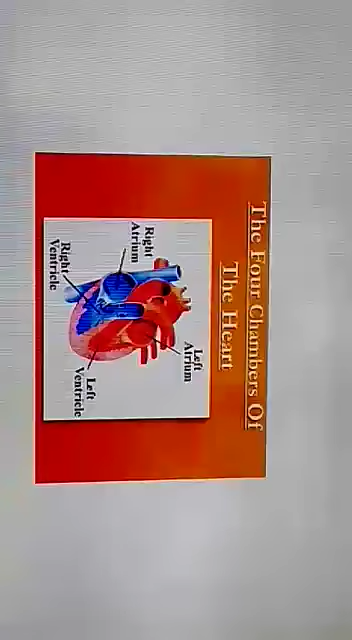 The Four Chambers Of
The Heart
Left
Atrium
Right
Atrium
Right
Ventricle
Left
Ventricle